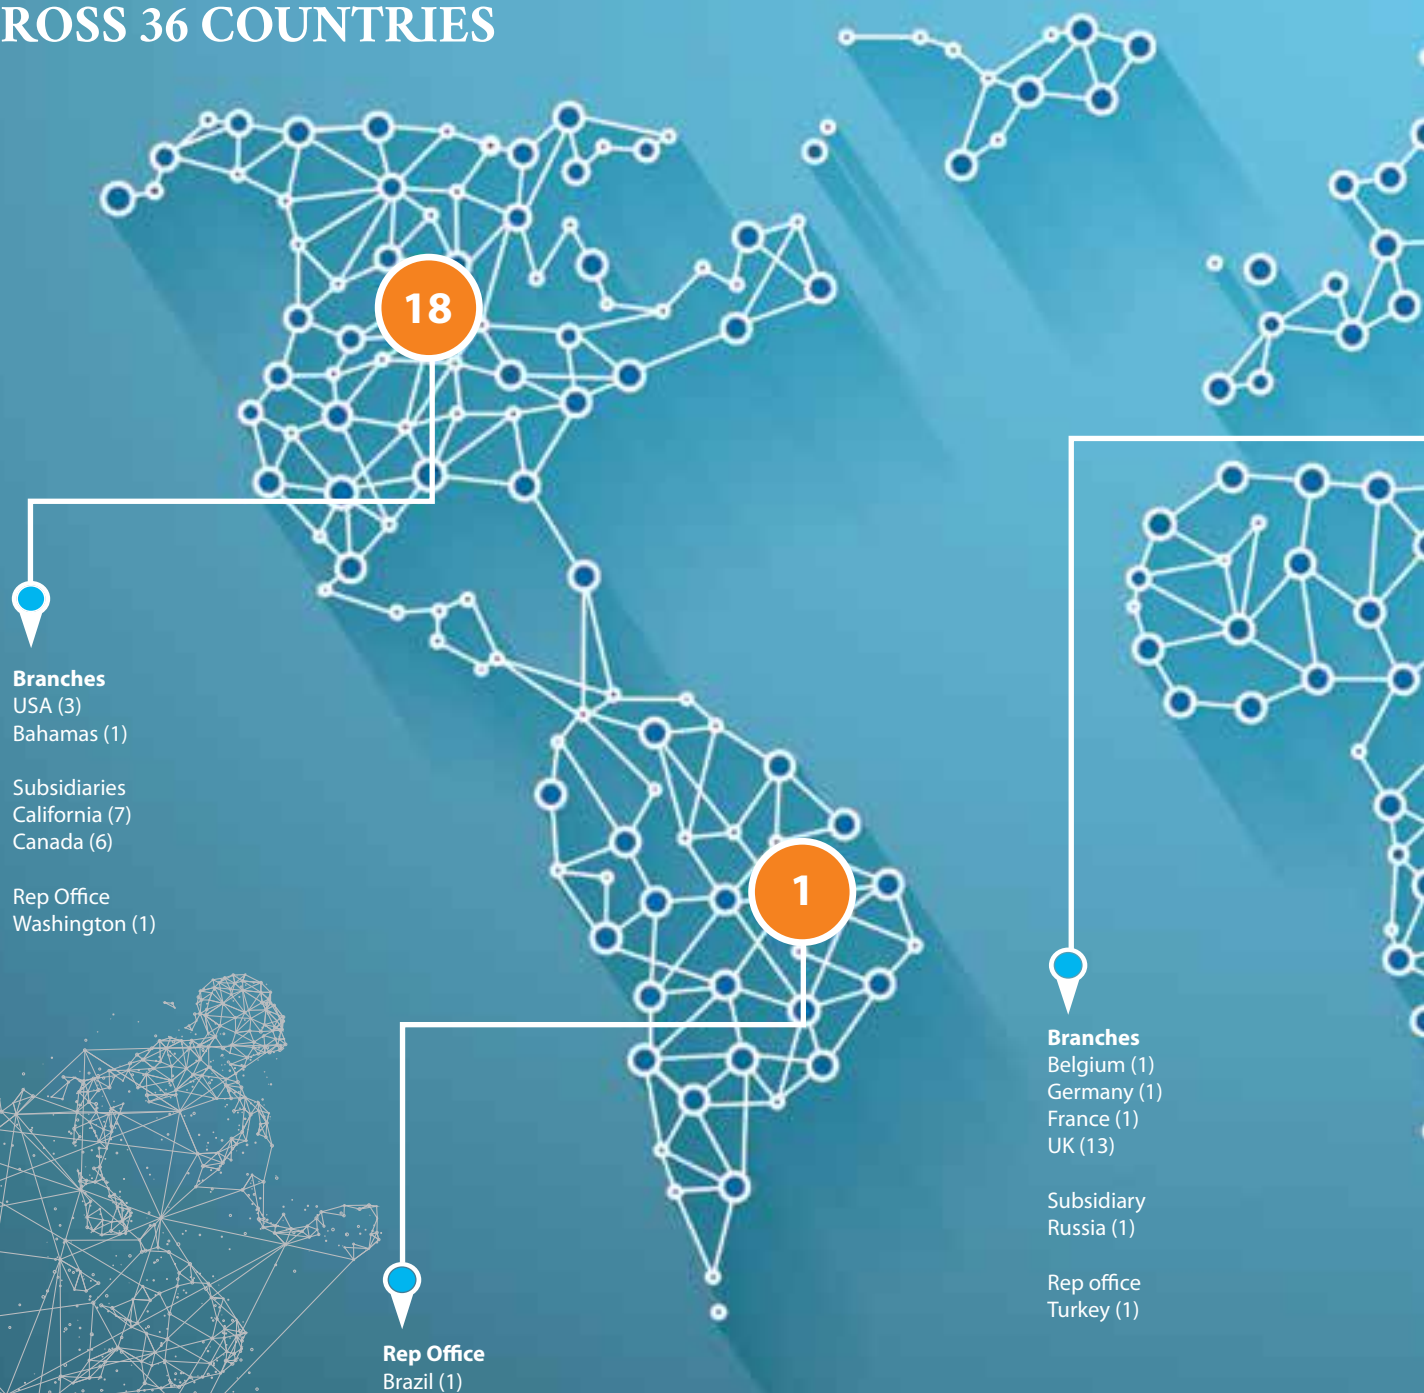 ROSS 36 COUNTRIES
18
Branches
USA (3)
Bahamas (1)
Subsidiaries
California (7)
Canada (6)
Rep Office
Washington (1)
1
Rep Office
Brazil (1)
Branches
Belgium (1)
Germany (1)
France (1)
UK (13)
Subsidiary
Russia (1)
Rep office
Turkey (1)